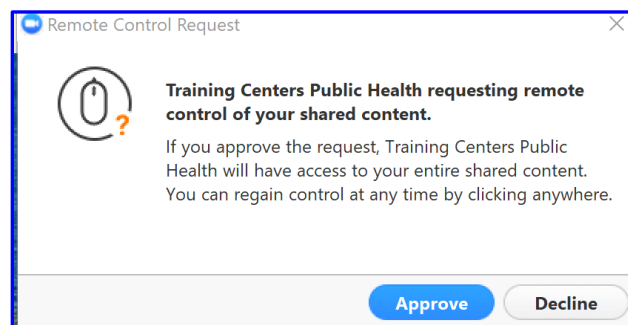 Remote Control Request
Training Centers Public Health requesting remote
control of your shared content.
If you approve the request, Training Centers Public
Health will have access to your entire shared content.
You can regain control at any time by clicking anywhere.
Approve Decline